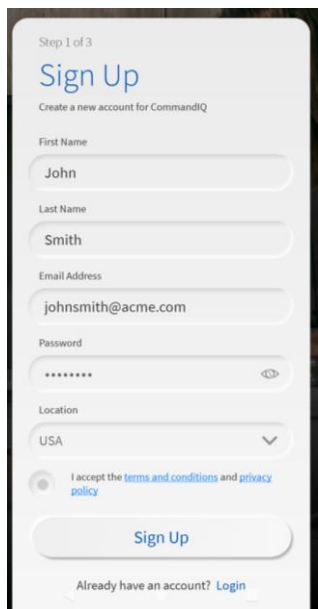 Step 1 of 3
Sign Up
Create a new account for CommandIQ
First Name
John
Last Name
Smith
Email Address
johnsmith@acme.com
Password
••••••••
Location
USA
I accept the terms and conditions and privacy
policy
Sign Up
Already have an account? Login